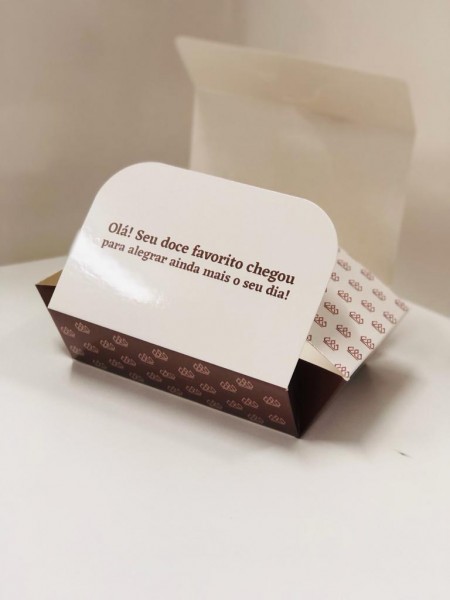 Olá! Seu doce favorito chegou
para alegrar ainda mais o seu dia!